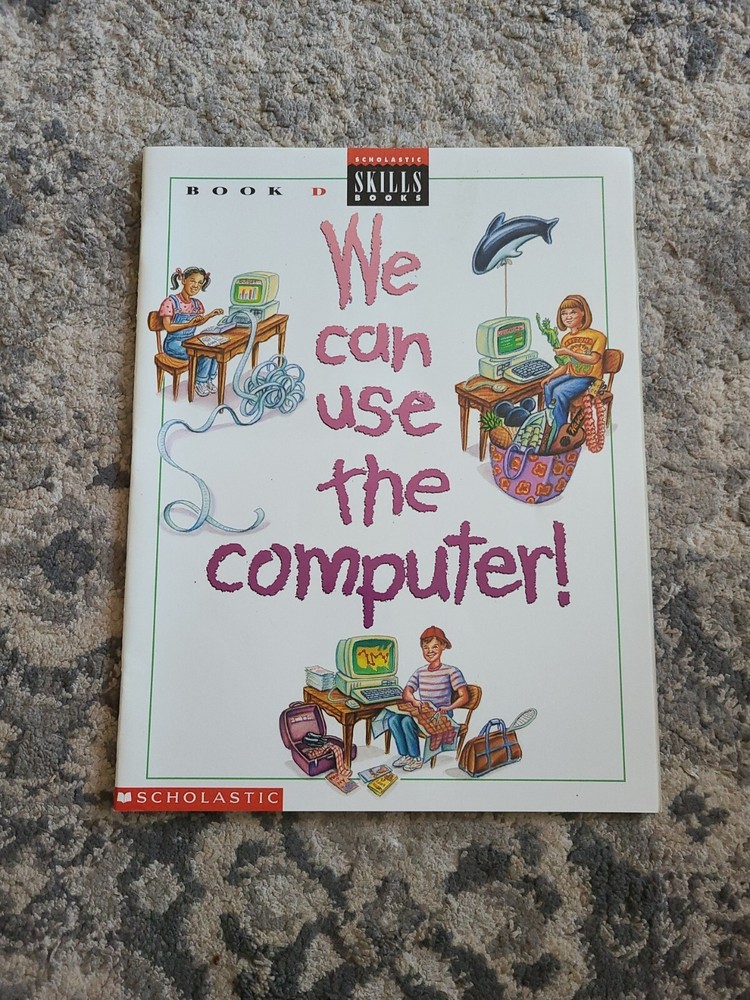 BOOK D
SCHOLASTIC
SKILLS
BOOKS
We
can
use
the
computer!
SCHOLASTIC